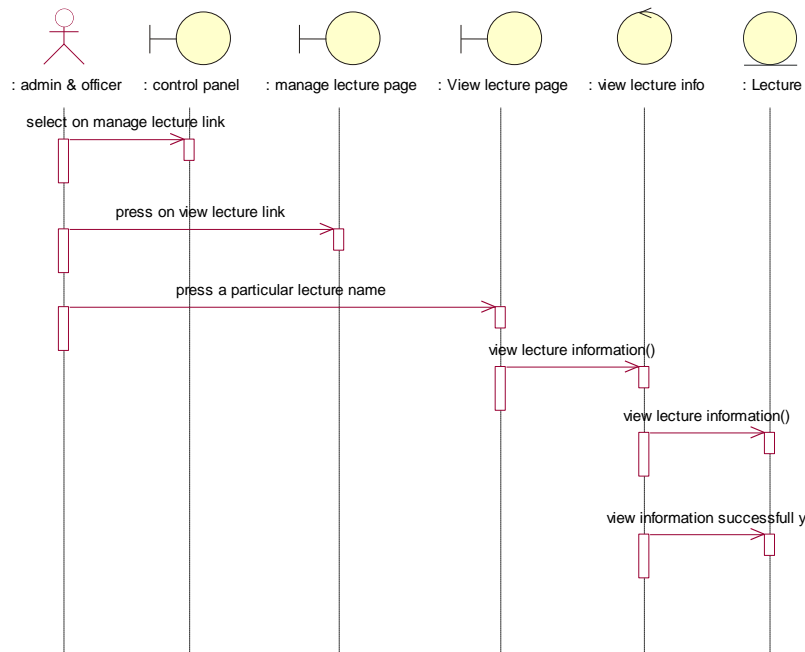 : admin & officer
: control panel
: manage lecture page
: View lecture page
: view lecture info
: Lecture
select on manage lecture link
press on view lecture link
press a particular lecture name
view lecture information()
view lecture information()
view information successfull y